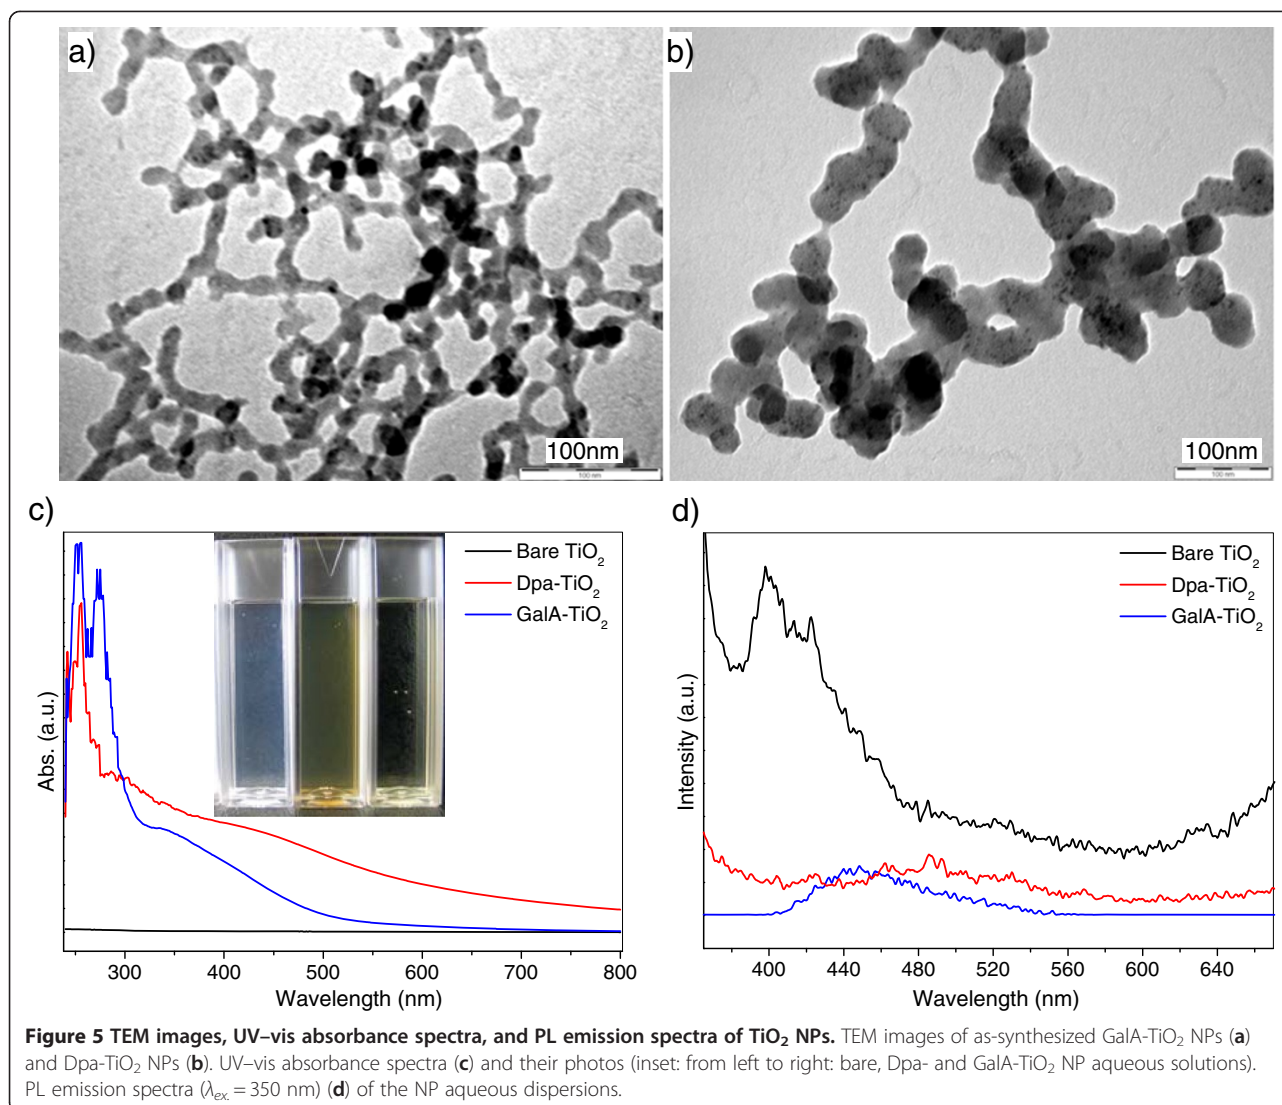 a)
b)
100nm
100 nm
100nm
100 nm
c)
d)
Bare TiO₂
Dpa-TiO₂
GalA-TiO₂
Abs. (a.u.)
300 400 500 600 700 800
Wavelength (nm)
Bare TiO₂
Dpa-TiO₂
GalA-TiO₂
Intensity (a.u.)
400 440 480 520 560 600 640
Wavelength (nm)
Figure 5 TEM images, UV–vis absorbance spectra, and PL emission spectra of TiO₂ NPs. TEM images of as-synthesized GalA-TiO₂ NPs (a)
and Dpa-TiO₂ NPs (b). UV–vis absorbance spectra (c) and their photos (inset: from left to right: bare, Dpa- and GalA-TiO₂ NP aqueous solutions).
PL emission spectra (λex. = 350 nm) (d) of the NP aqueous dispersions.